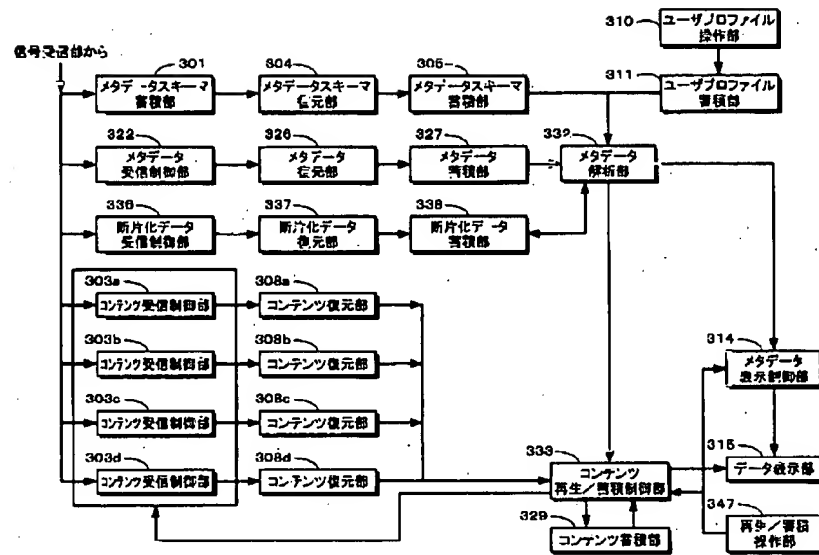 信号受信部から
310
ユーザプロファイル
操作部
301
メタデータスキーマ
蓄積部
304
メタデータスキーマ
復元部
305
メタデータスキーマ
蓄積部
311
ユーザプロファイル
蓄積部
322
メタデータ
受信制御部
326
メタデータ
復元部
327
メタデータ
蓄積部
332
メタデータ
解析部
336
断片化データ
受信制御部
337
断片化データ
復元部
338
断片化データ
蓄積部
303a
コンテンツ受信制御部
308a
コンテンツ復元部
303b
コンテンツ受信制御部
308b
コンテンツ復元部
303c
コンテンツ受信制御部
308c
コンテンツ復元部
303d
コンテンツ受信制御部
308d
コンテンツ復元部
314
メタデータ
表示制御部
333
コンテンツ
再生/蓄積制御部
315
データ表示部
329
コンテンツ蓄積部
347
再生/蓄積
操作部